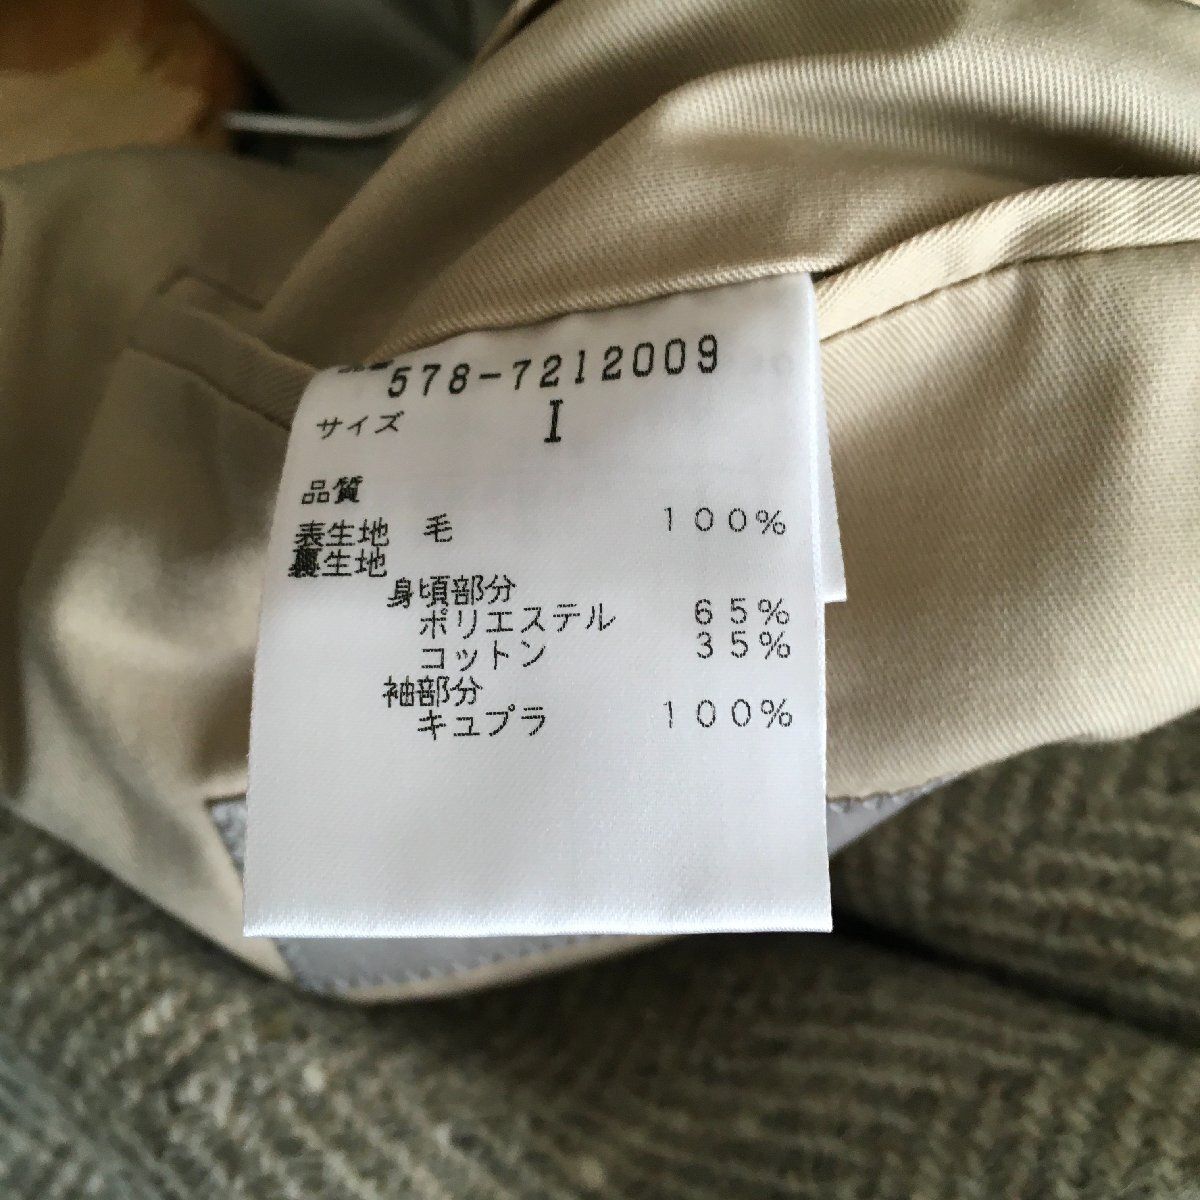 578-7212009
サイズ I
品質
表生地 毛 100%
裏生地
身頃部分
ポリエステル 65%
コットン 35%
袖部分
キュプラ 100%